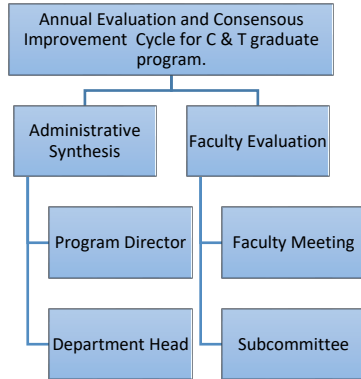 Annual Evaluation and Consensous
Improvement Cycle for C & T graduate
program.
Administrative
Synthesis
Faculty Evaluation
Program Director
Faculty Meeting
Department Head
Subcommittee